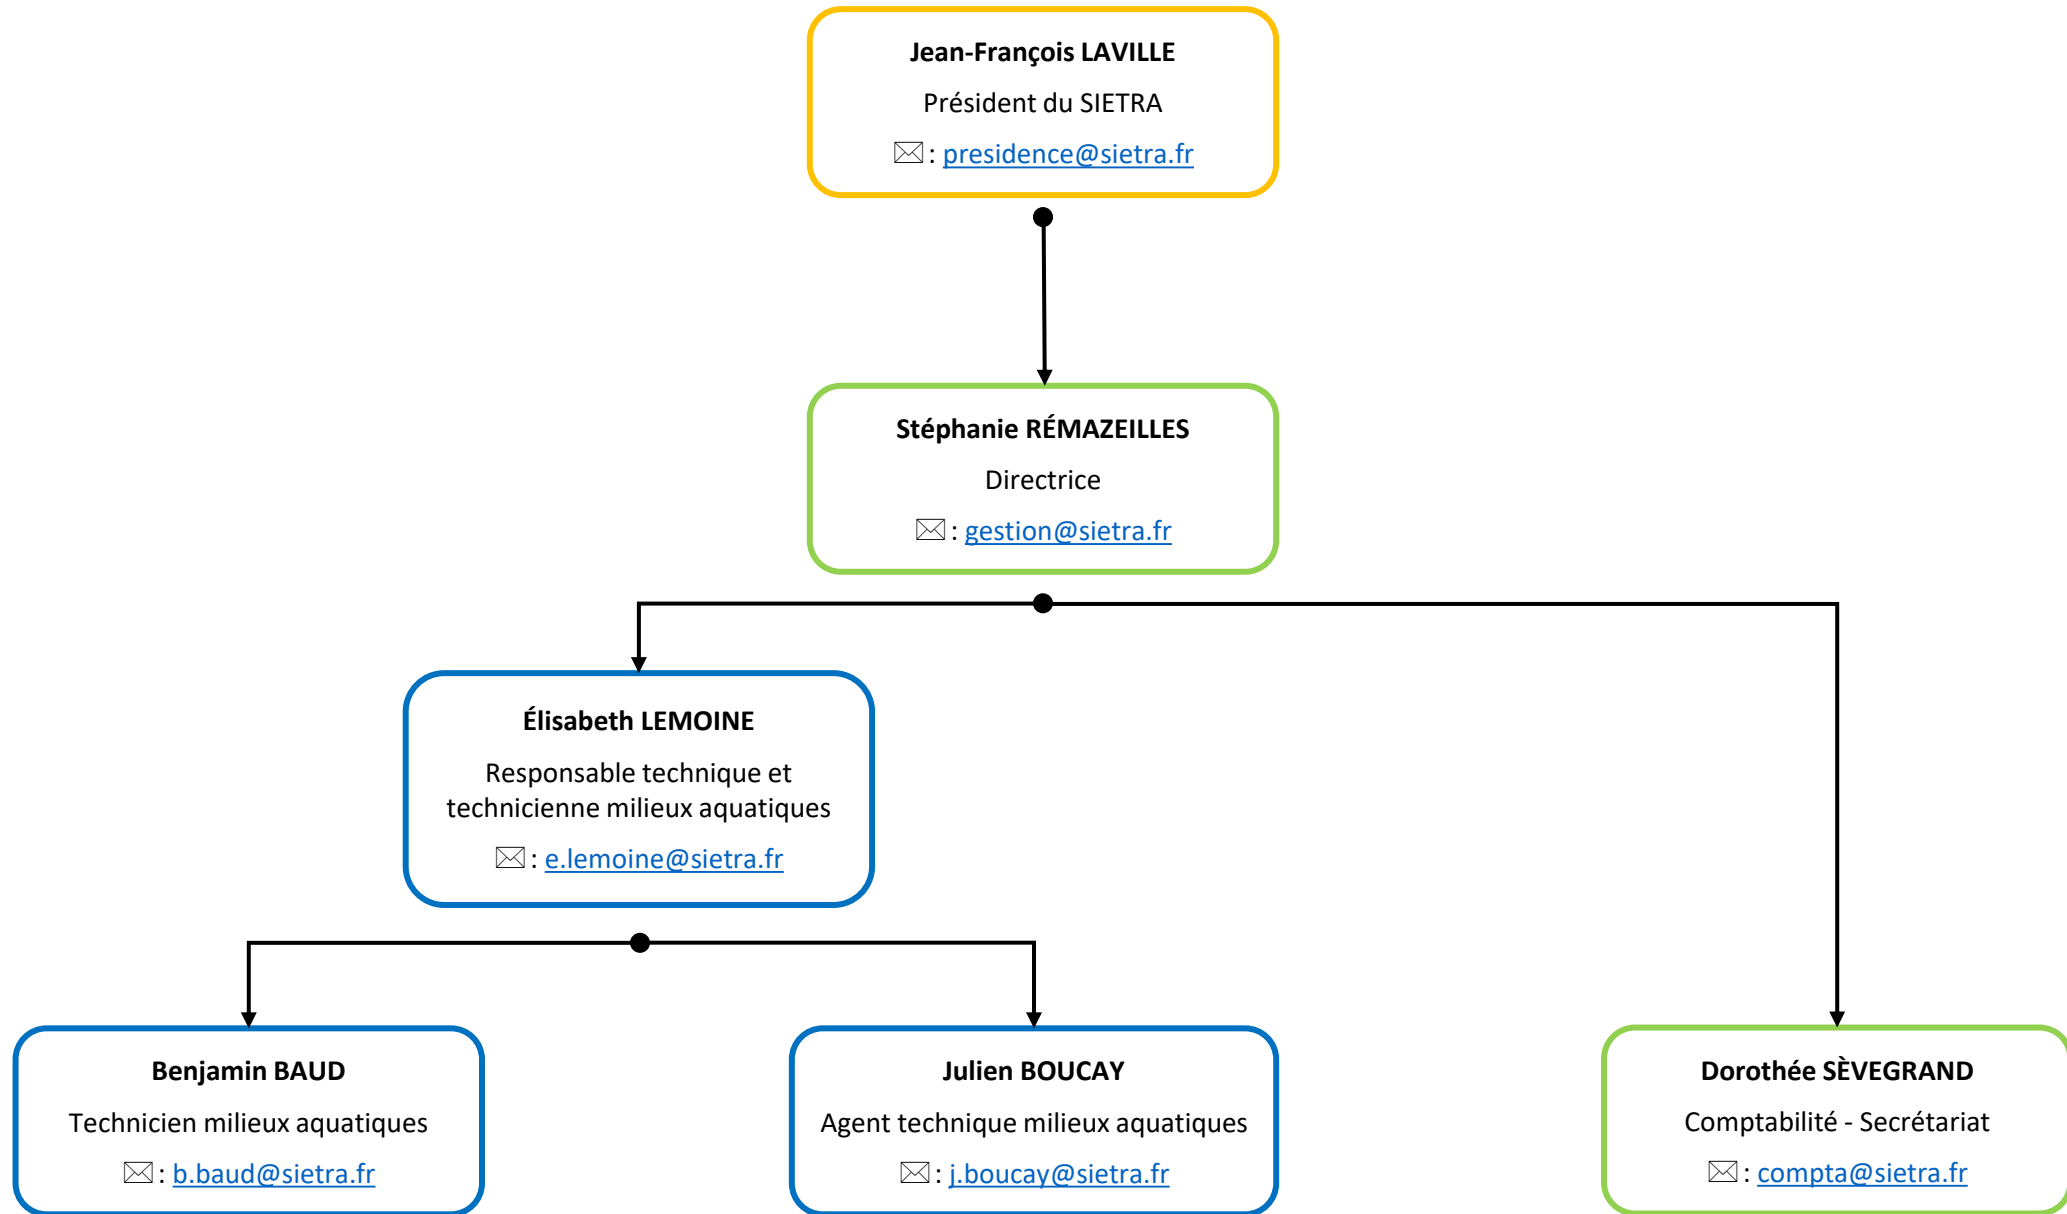 Jean-François LAVILLE
Président du SIETRA
✉ : presidence@sietra.fr
Stéphanie RÉMAZEILLES
Directrice
✉ : gestion@sietra.fr
Élisabeth LEMOINE
Responsable technique et
technicienne milieux aquatiques
✉ : e.lemoine@sietra.fr
Benjamin BAUD
Technicien milieux aquatiques
✉ : b.baud@sietra.fr
Julien BOUCAY
Agent technique milieux aquatiques
✉ : j.boucay@sietra.fr
Dorothée SÈVEGRAND
Comptabilité - Secrétariat
✉ : compta@sietra.fr